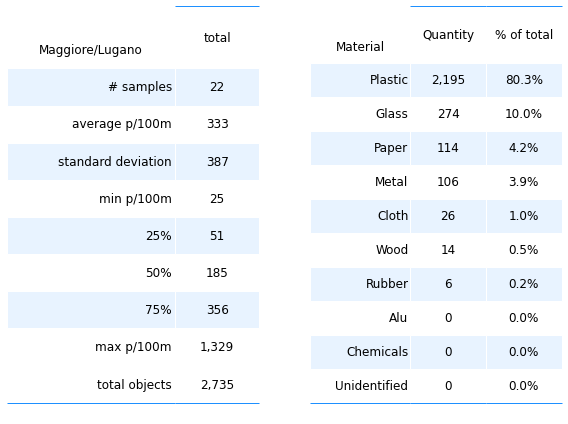 Maggiore/Lugano total
# samples 22
average p/100m 333
standard deviation 387
min p/100m 25
25% 51
50% 185
75% 356
max p/100m 1,329
total objects 2,735
Material Quantity % of total
Plastic 2,195 80.3%
Glass 274 10.0%
Paper 114 4.2%
Metal 106 3.9%
Cloth 26 1.0%
Wood 14 0.5%
Rubber 6 0.2%
Alu 0 0.0%
Chemicals 0 0.0%
Unidentified 0 0.0%